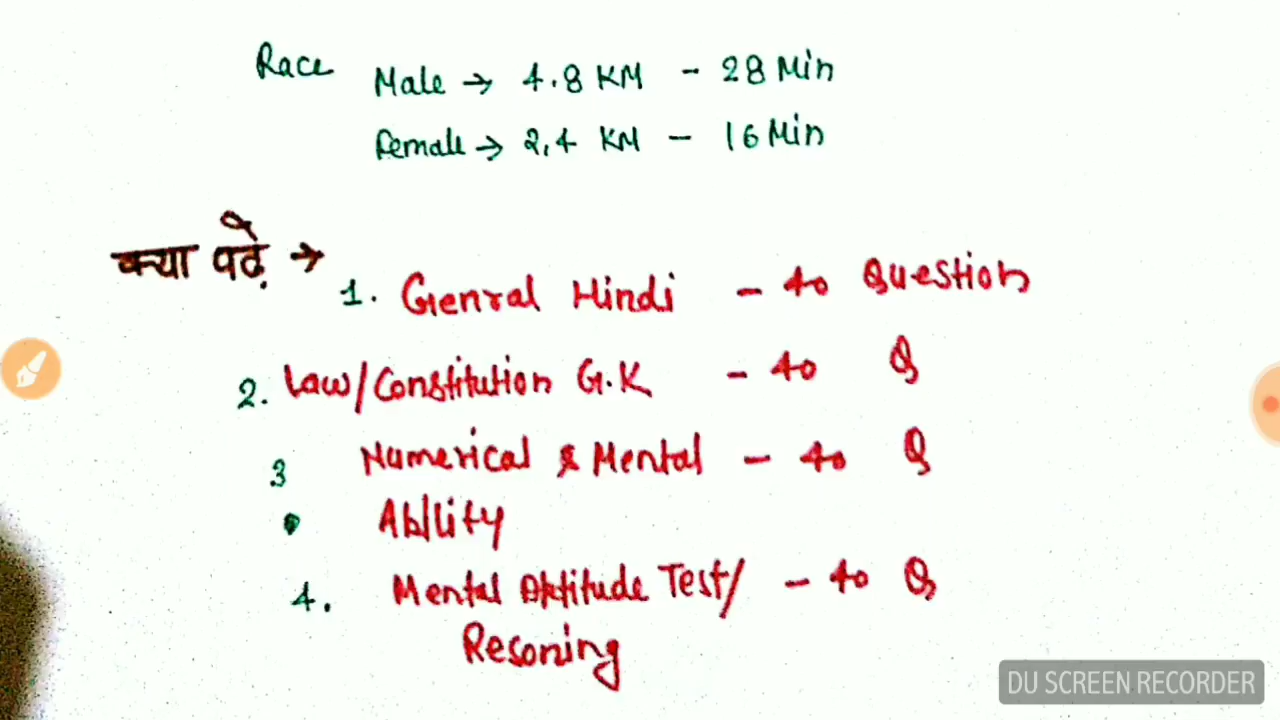 Race Male → 4.8 KM - 28 Min
Female → 2.4 KM - 16 Min
क्या पढ़े →
1. Genral Hindi - 40 Question
2. Law/Constitution G.K - 40 Q
3 Numerical & Mental - 40 Q
Ability
4. Mental Aptitude Test/ - 40 Q
Resoning
DU SCREEN RECORDER